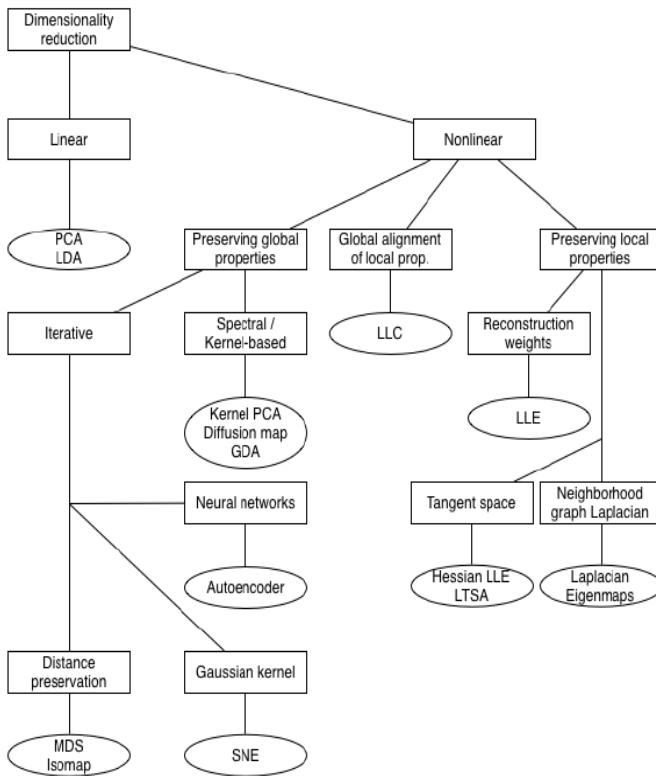 Dimensionality
reduction
Linear
Nonlinear
PCA
LDA
Preserving global
properties
Global alignment
of local prop.
Preserving local
properties
Iterative
Spectral /
Kernel-based
LLC
Reconstruction
weights
Kernel PCA
Diffusion map
GDA
LLE
Neural networks
Tangent space
Neighborhood
graph Laplacian
Autoencoder
Hessian LLE
LTSA
Laplacian
Eigenmaps
Distance
preservation
Gaussian kernel
MDS
Isomap
SNE